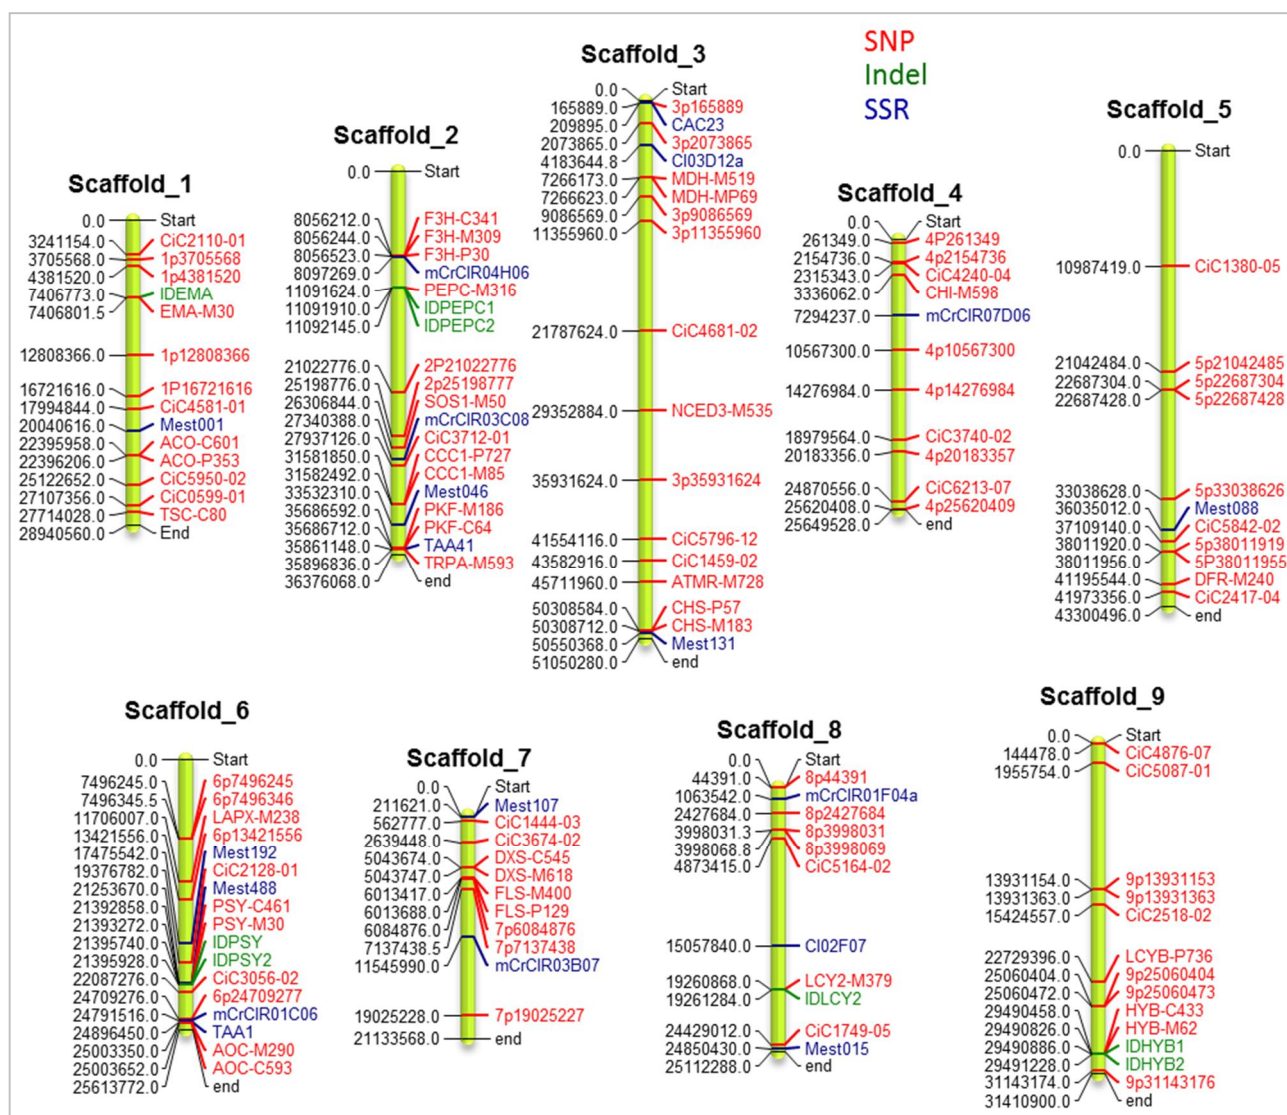 SNP
Indel
SSR
Scaffold_1
0.0 Start
3241154.0 CiC2110-01
3705568.0 1p3705568
4381520.0 1p4381520
7406773.0 IDEMA
7406801.5 EMA-M30
12808366.0 1p12808366
16721616.0 1P16721616
17994844.0 CiC4581-01
20040616.0 Mest001
22395958.0 ACO-C601
22396206.0 ACO-P353
25122652.0 CiC5950-02
27107356.0 CiC0599-01
27714028.0 TSC-C80
28940560.0 End
Scaffold_2
0.0 Start
8056212.0 F3H-C341
8056244.0 F3H-M309
8056523.0 F3H-P30
8097269.0 mCrCIR04H06
11091624.0 PEPC-M316
11091910.0 IDPEPC1
11092145.0 IDPEPC2
21022776.0 2P21022776
25198776.0 2p25198777
26306844.0 SOS1-M50
27340388.0 mCrCIR03C08
27937126.0 CiC3712-01
31581850.0 CCC1-P727
31582492.0 CCC1-M85
33532310.0 Mest046
35686592.0 PKF-M186
35686712.0 PKF-C64
35861148.0 TAA41
35896836.0 TRPA-M593
36376068.0 end
Scaffold_3
0.0 Start
165889.0 3p165889
209895.0 CAC23
2073865.0 3p2073865
4183644.8 CI03D12a
7266173.0 MDH-M519
7266623.0 MDH-MP69
9086569.0 3p9086569
11355960.0 3p11355960
21787624.0 CiC4681-02
29352884.0 NCED3-M535
35931624.0 3p35931624
41554116.0 CiC5796-12
43582916.0 CiC1459-02
45711960.0 ATMR-M728
50308584.0 CHS-P57
50308712.0 CHS-M183
50550368.0 Mest131
51050280.0 end
Scaffold_4
0.0 Start
261349.0 4P261349
2154736.0 4p2154736
2315343.0 CiC4240-04
3336062.0 CHI-M598
7294237.0 mCrCIR07D06
10567300.0 4p10567300
14276984.0 4p14276984
18979564.0 CiC3740-02
20183356.0 4p20183357
24870556.0 CiC6213-07
25620408.0 4p25620409
25649528.0 end
Scaffold_5
0.0 Start
10987419.0 CiC1380-05
21042484.0 5p21042485
22687304.0 5p22687304
22687428.0 5p22687428
33038628.0 5p33038626
36035012.0 Mest088
37109140.0 CiC5842-02
38011920.0 5p38011919
38011956.0 5P38011955
41195544.0 DFR-M240
41973356.0 CiC2417-04
43300496.0 end
Scaffold_6
0.0 Start
7496245.0 6p7496245
7496345.5 6p7496346
11706007.0 LAPX-M238
13421556.0 6p13421556
17475542.0 Mest192
19376782.0 CiC2128-01
21253670.0 Mest488
21392858.0 PSY-C461
21393272.0 PSY-M30
21395740.0 IDPSY
21395928.0 IDPSY2
22087276.0 CiC3056-02
24709276.0 6p24709277
24791516.0 mCrCIR01C06
24896450.0 TAA1
25003350.0 AOC-M290
25003652.0 AOC-C593
25613772.0 end
Scaffold_7
0.0 Start
211621.0 Mest107
562777.0 CiC1444-03
2639448.0 CiC3674-02
5043674.0 DXS-C545
5043747.0 DXS-M618
6013417.0 FLS-M400
6013688.0 FLS-P129
6084876.0 7p6084876
7137438.5 7p7137438
11545990.0 mCrCIR03B07
19025228.0 7p19025227
21133568.0 end
Scaffold_8
0.0 Start
44391.0 8p44391
1063542.0 mCrCIR01F04a
2427684.0 8p2427684
3998031.3 8p3998031
3998068.8 8p3998069
4873415.0 CiC5164-02
15057840.0 CI02F07
19260868.0 LCY2-M379
19261284.0 IDLCY2
24429012.0 CiC1749-05
24850430.0 Mest015
25112288.0 end
Scaffold_9
0.0 Start
144478.0 CiC4876-07
1955754.0 CiC5087-01
13931154.0 9p13931153
13931363.0 9p13931363
15424557.0 CiC2518-02
22729396.0 LCYB-P736
25060404.0 9p25060404
25060472.0 9p25060473
29490458.0 HYB-C433
29490826.0 HYB-M62
29490886.0 IDHYB1
29491228.0 IDHYB2
31143174.0 9p31143176
31410900.0 end